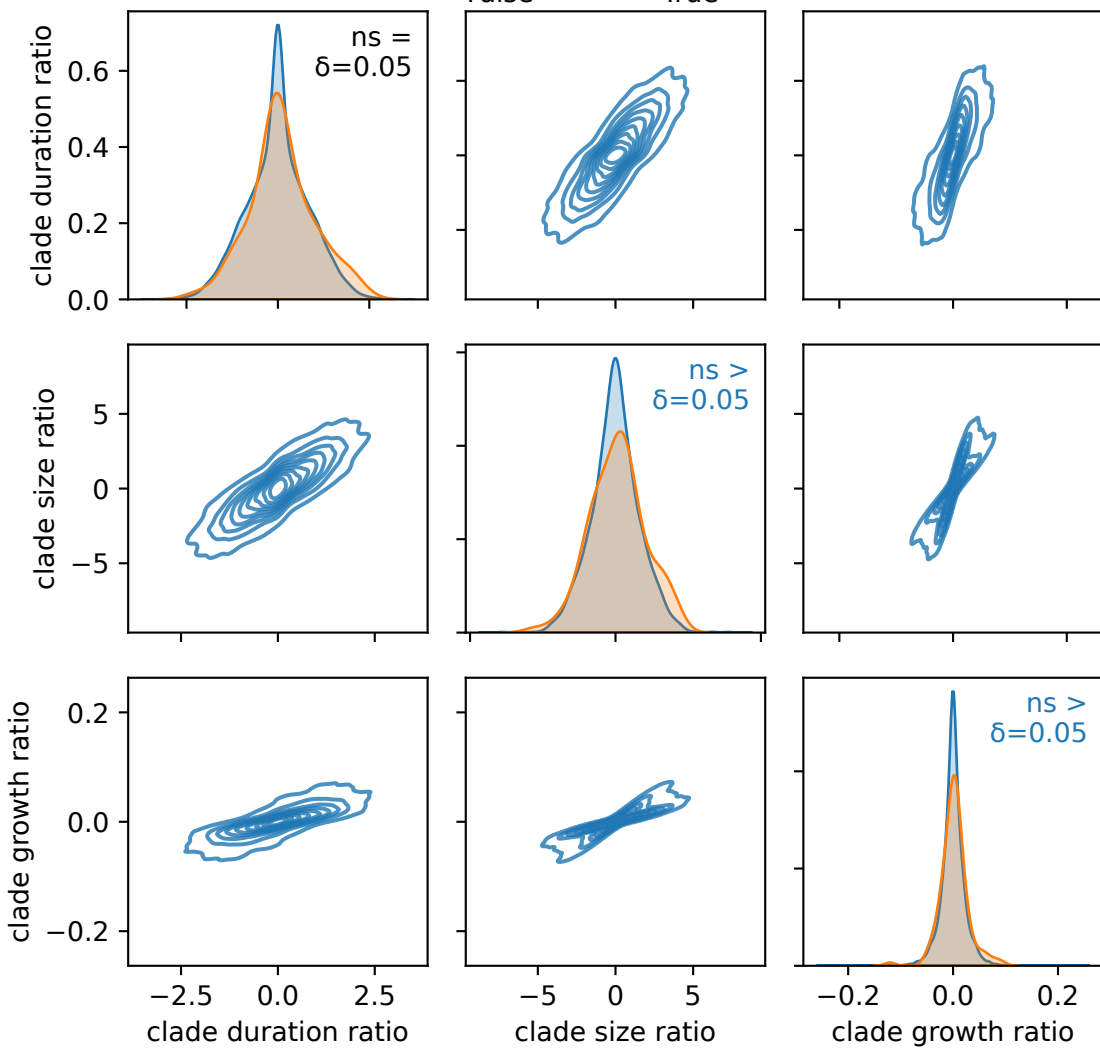 clade duration ratio
0.6
0.4
0.2
0.0
ns =
δ=0.05
clade size ratio
5
0
−5
ns >
δ=0.05
clade growth ratio
0.2
0.0
−0.2
ns >
δ=0.05
−2.5 0.0 2.5
−5 0 5
−0.2 0.0 0.2
clade duration ratio
clade size ratio
clade growth ratio